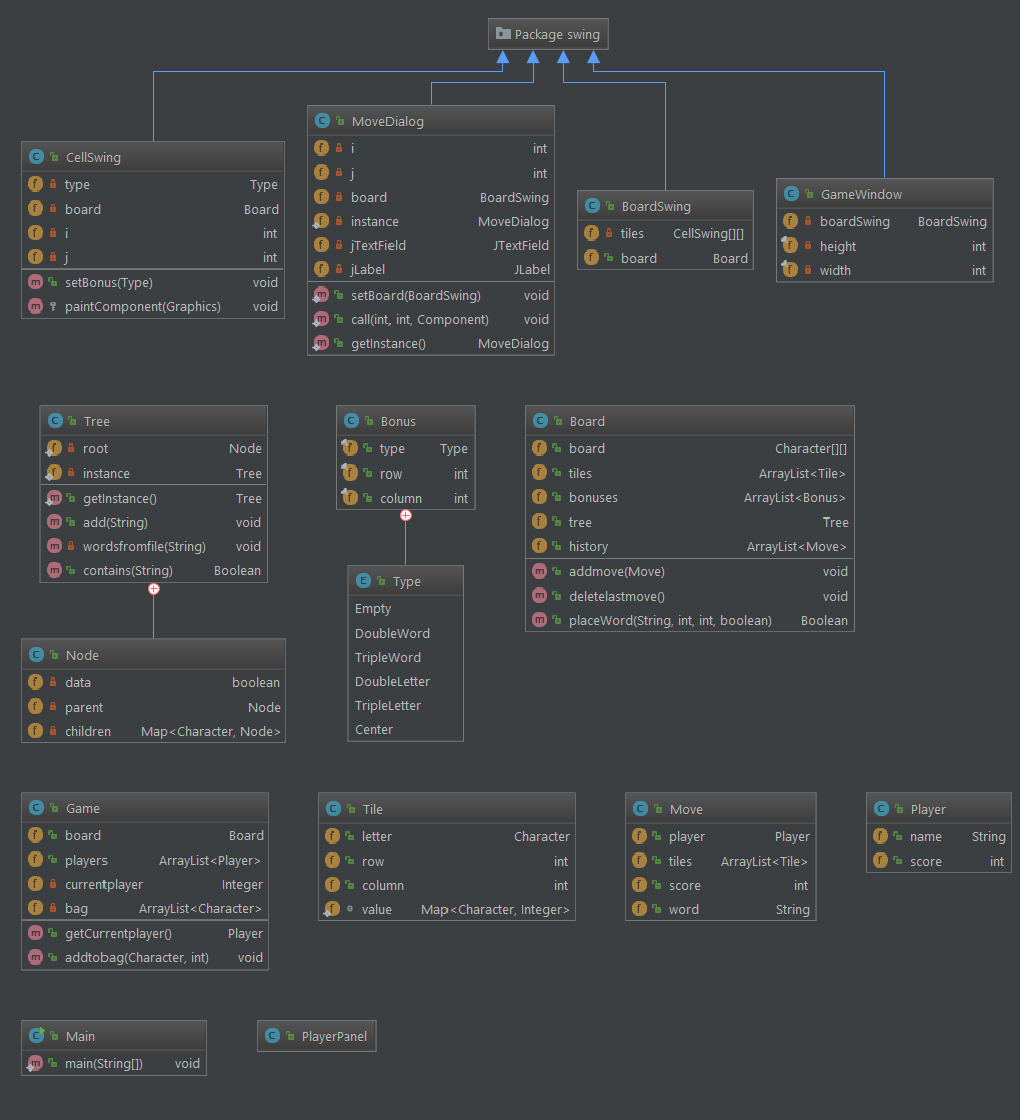 Package swing
CellSwing
type Type
board Board
i int
j int
setBonus(Type) void
paintComponent(Graphics) void
MoveDialog
i int
j int
board BoardSwing
instance MoveDialog
jTextField JTextField
jLabel JLabel
setBoard(BoardSwing) void
call(int, int, Component) void
getInstance() MoveDialog
BoardSwing
tiles CellSwing[][]
board Board
GameWindow
boardSwing BoardSwing
height int
width int
Tree
root Node
instance Tree
getInstance() Tree
add(String) void
wordsfromfile(String) void
contains(String) Boolean
Node
data boolean
parent Node
children Map<Character, Node>
Bonus
type Type
row int
column int
Type
Empty
DoubleWord
TripleWord
DoubleLetter
TripleLetter
Center
Board
board Character[][]
tiles ArrayList<Tile>
bonuses ArrayList<Bonus>
tree Tree
history ArrayList<Move>
addmove(Move) void
deletelastmove() void
placeWord(String, int, int, boolean) Boolean
Game
board Board
players ArrayList<Player>
currentplayer Integer
bag ArrayList<Character>
getCurrentplayer() Player
addtobag(Character, int) void
Tile
letter Character
row int
column int
value Map<Character, Integer>
Move
player Player
tiles ArrayList<Tile>
score int
word String
Player
name String
score int
Main
main(String[]) void
PlayerPanel